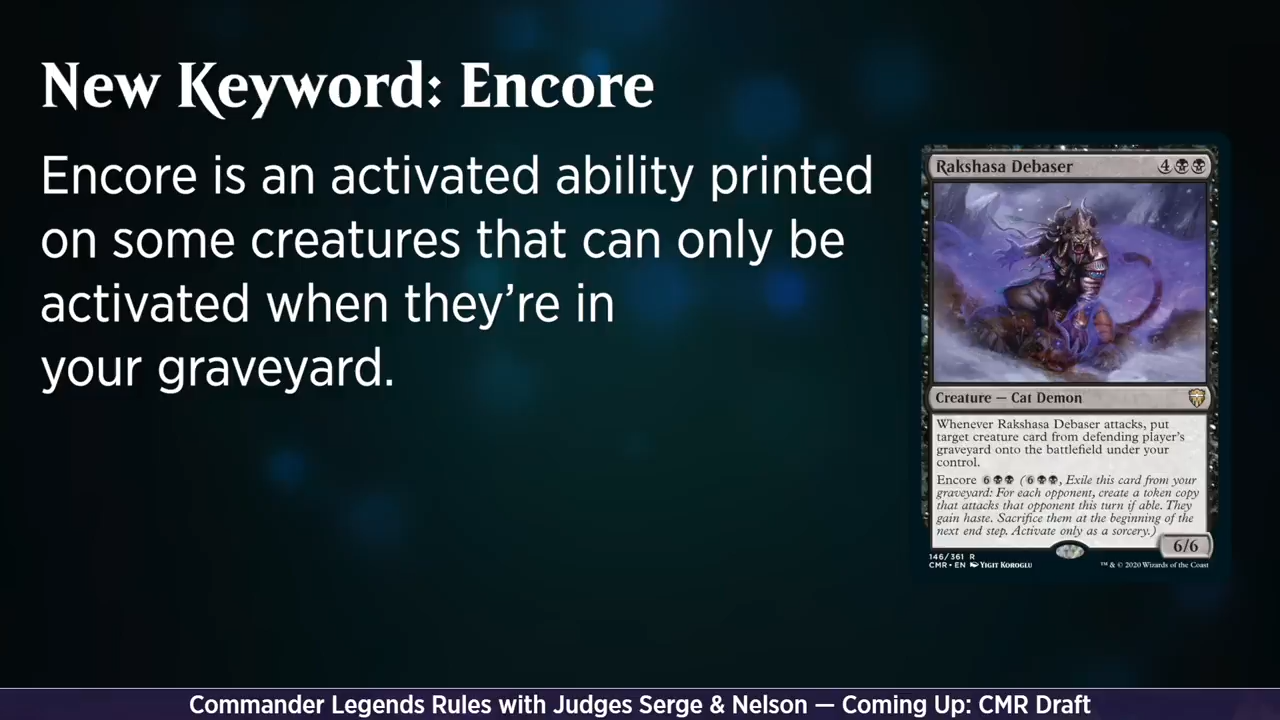 New Keyword: Encore
Encore is an activated ability printed
on some creatures that can only be
activated when they’re in
your graveyard.
Rakshasa Debaser 4
Creature — Cat Demon
Whenever Rakshasa Debaser attacks, put
target creature card from defending player's
graveyard onto the battlefield under your
control.
Encore 6 (6, Exile this card from your
graveyard: For each opponent, create a token copy
that attacks that opponent this turn if able. They
gain haste. Sacrifice them at the beginning of the
next end step. Activate only as a sorcery.)
6/6
146/361 R
CMR • EN Yigit Koroglu
™ & © 2020 Wizards of the Coast
Commander Legends Rules with Judges Serge & Nelson — Coming Up: CMR Draft